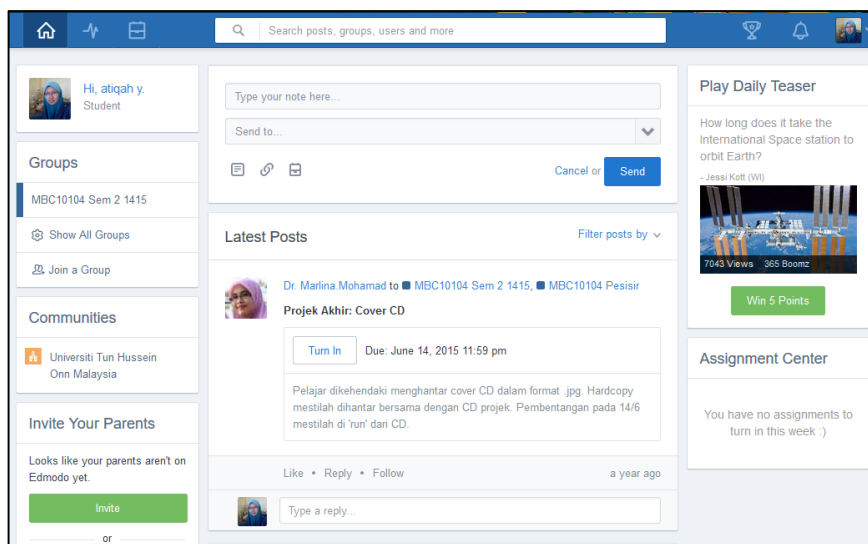 Search posts, groups, users and more
Hi, atiqah y.
Student
Groups
MBC10104 Sem 2 1415
Show All Groups
Join a Group
Communities
Universiti Tun Hussein
Onn Malaysia
Invite Your Parents
Looks like your parents aren't on
Edmodo yet.
Invite
or
Type your note here...
Send to...
Cancel or
Send
Latest Posts
Filter posts by
Dr. Marlina.Mohamad to MBC10104 Sem 2 1415, MBC10104 Pesisir
Projek Akhir: Cover CD
Turn In
Due: June 14, 2015 11:59 pm
Pelajar dikehendaki menghantar cover CD dalam format .jpg. Hardcopy
mestilah dihantar bersama dengan CD projek. Pembentangan pada 14/6
mestilah di 'run' dari CD.
Like • Reply • Follow
a year ago
Type a reply...
Play Daily Teaser
How long does it take the
International Space station to
orbit Earth?
- Jessi Kott (WI)
7043 Views 365 Boomz
Win 5 Points
Assignment Center
You have no assignments to
turn in this week :)